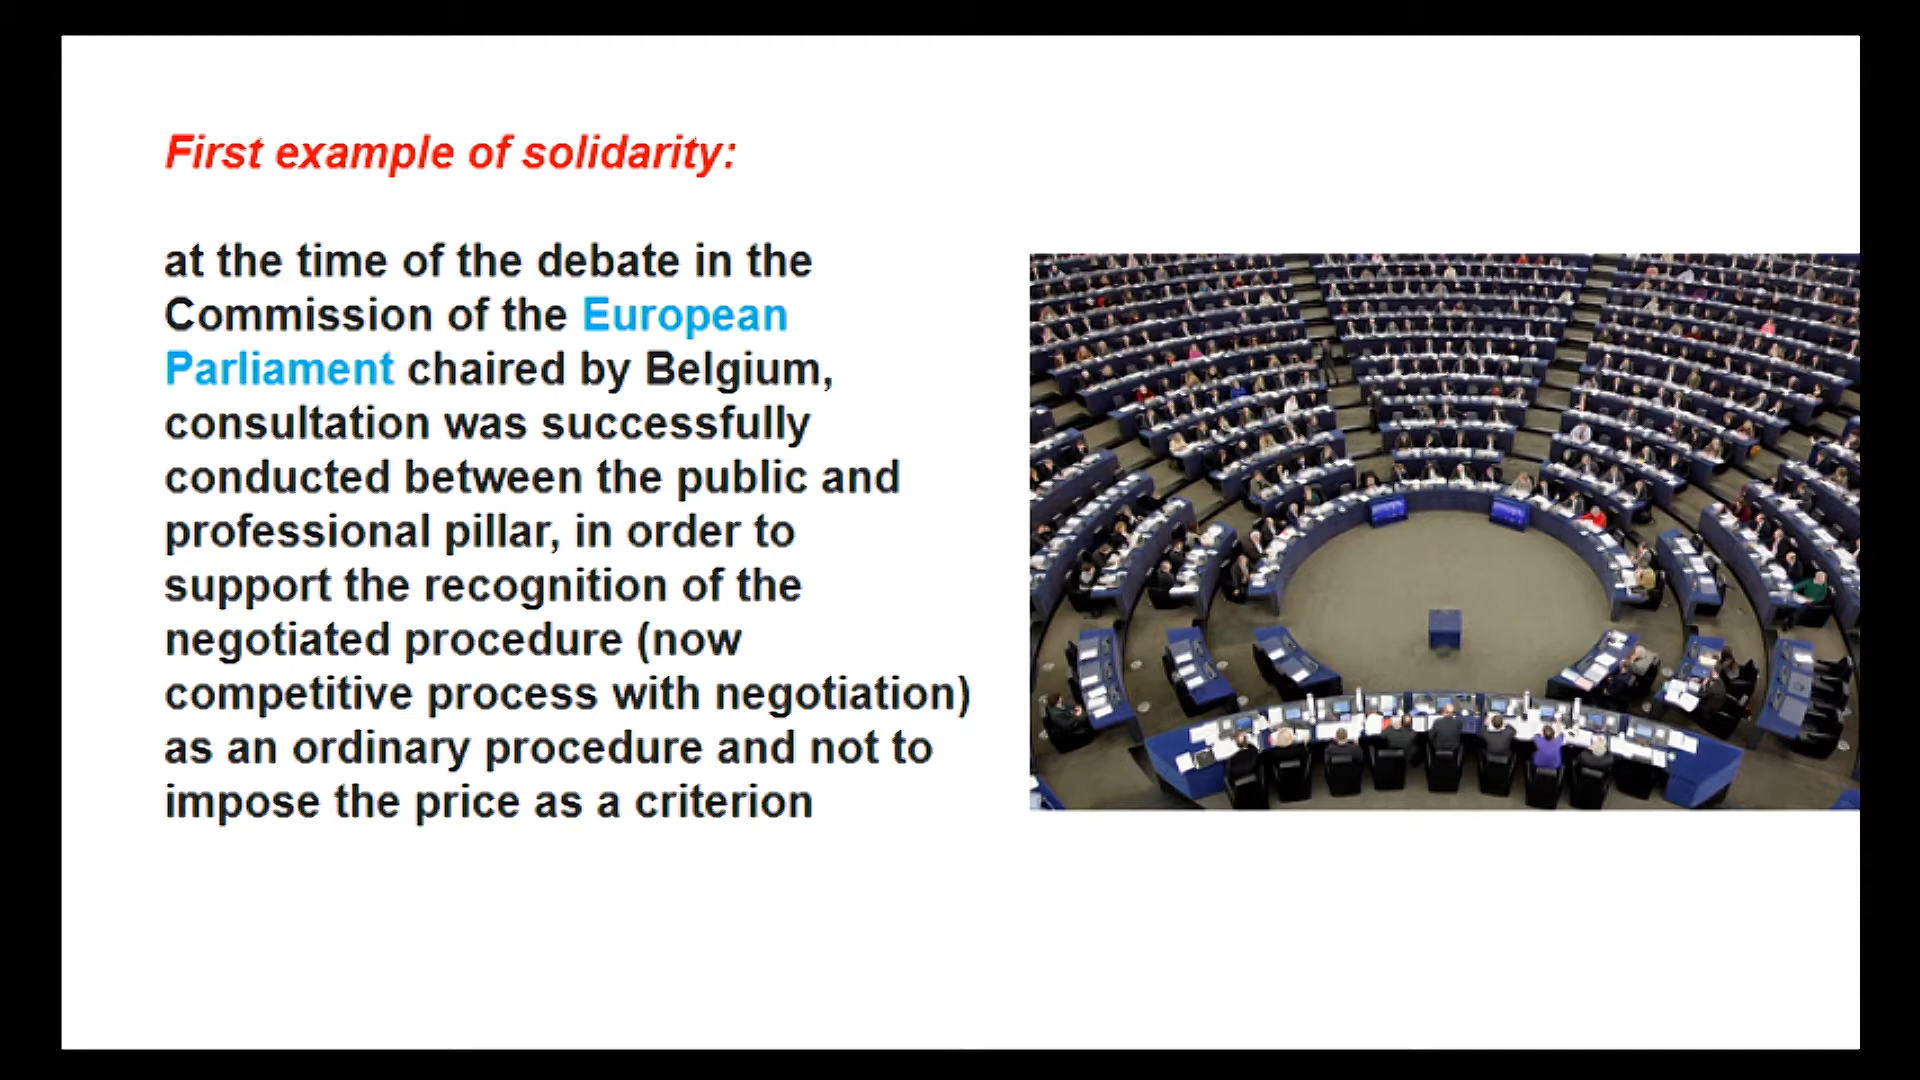 First example of solidarity:
at the time of the debate in the
Commission of the European
Parliament chaired by Belgium,
consultation was successfully
conducted between the public and
professional pillar, in order to
support the recognition of the
negotiated procedure (now
competitive process with negotiation)
as an ordinary procedure and not to
impose the price as a criterion